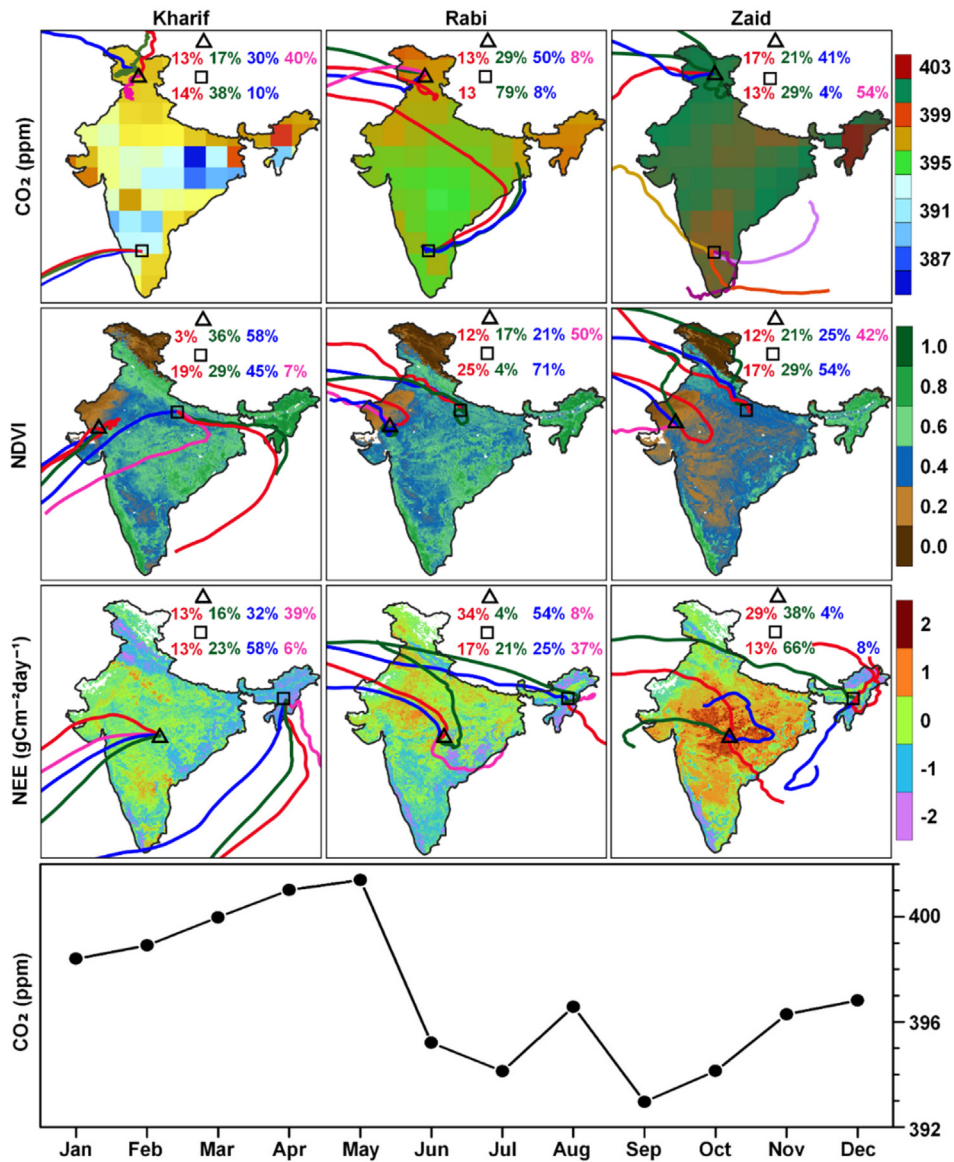 Kharif Rabi Zaid
CO₂ (ppm)
13% 17% 30% 40%
14% 38% 10%
13% 29% 50% 8%
13 79% 8%
17% 21% 41%
13% 29% 4% 54%
403
399
395
391
387
NDVI
3% 36% 58%
19% 29% 45% 7%
12% 17% 21% 50%
25% 4% 71%
12% 21% 25% 42%
17% 29% 54%
1.0
0.8
0.6
0.4
0.2
0.0
NEE (gCm⁻²day⁻¹)
13% 16% 32% 39%
13% 23% 58% 6%
34% 4% 54% 8%
17% 21% 25% 37%
29% 38% 4%
13% 66% 8%
2
1
0
-1
-2
CO₂ (ppm)
400
396
392
Jan Feb Mar Apr May Jun Jul Aug Sep Oct Nov Dec